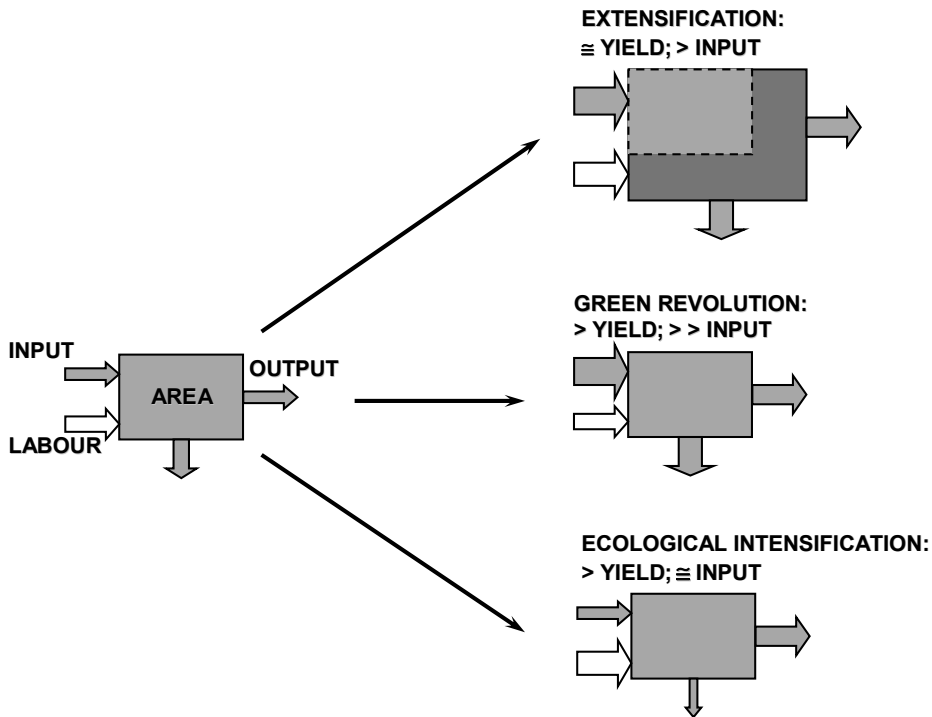 EXTENSIFICATION:
≅ YIELD; > INPUT
GREEN REVOLUTION:
> YIELD; > > INPUT
INPUT
OUTPUT
AREA
LABOUR
ECOLOGICAL INTENSIFICATION:
> YIELD; ≅ INPUT